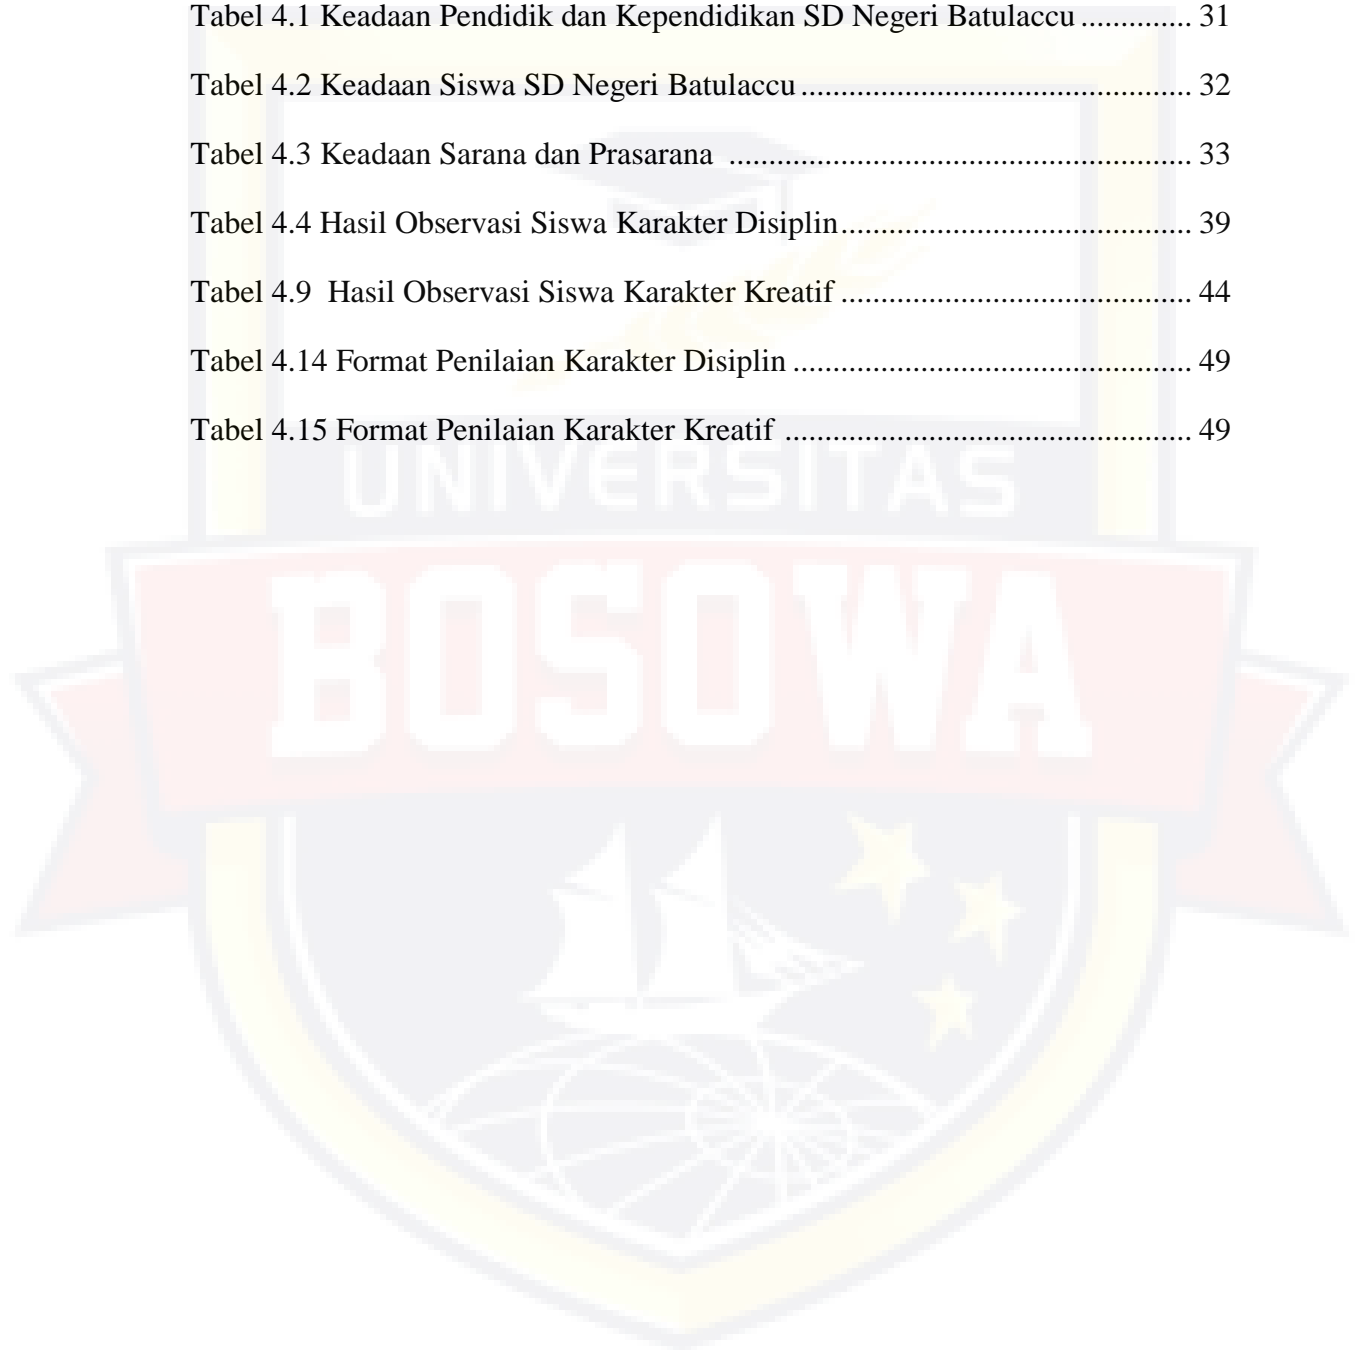 Tabel 4.1 Keadaan Pendidik dan Kependidikan SD Negeri Batulaccu .............. 31
Tabel 4.2 Keadaan Siswa SD Negeri Batulaccu ................................................. 32
Tabel 4.3 Keadaan Sarana dan Prasarana .......................................................... 33
Tabel 4.4 Hasil Observasi Siswa Karakter Disiplin ............................................ 39
Tabel 4.9 Hasil Observasi Siswa Karakter Kreatif ............................................ 44
Tabel 4.14 Format Penilaian Karakter Disiplin .................................................. 49
Tabel 4.15 Format Penilaian Karakter Kreatif ................................................... 49
UNIVERSITAS
BOSOWA